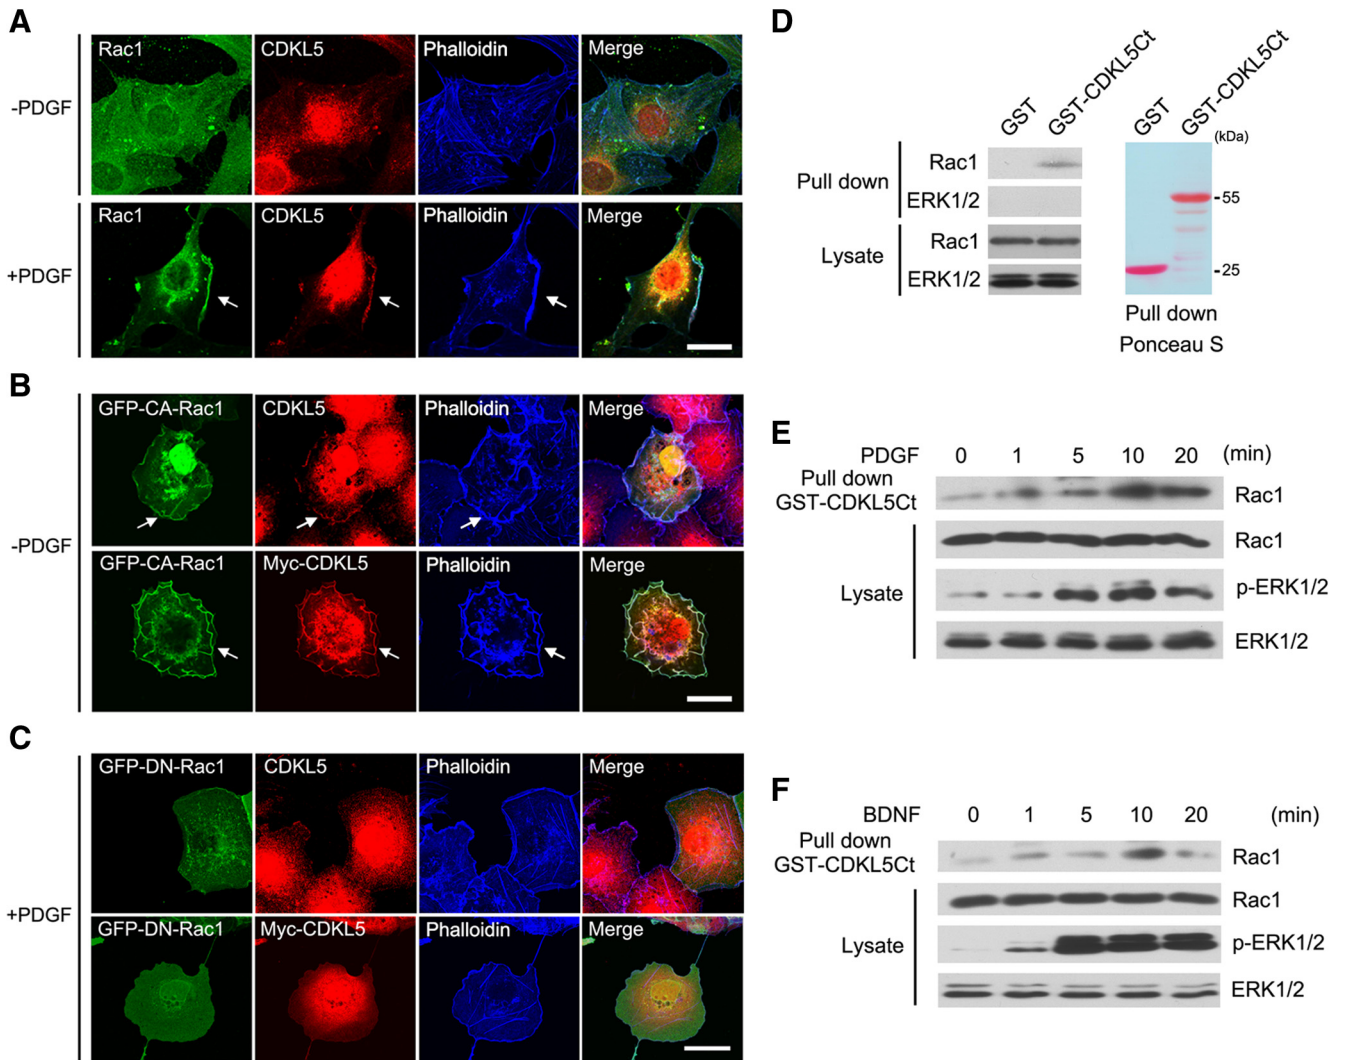 A
Rac1 CDKL5 Phalloidin Merge
-PDGF
Rac1 CDKL5 Phalloidin Merge
+PDGF
B
GFP-CA-Rac1 CDKL5 Phalloidin Merge
-PDGF
GFP-CA-Rac1 Myc-CDKL5 Phalloidin Merge
C
GFP-DN-Rac1 CDKL5 Phalloidin Merge
+PDGF
GFP-DN-Rac1 Myc-CDKL5 Phalloidin Merge
D
GST GST-CDKL5Ct GST GST-CDKL5Ct
(kDa)
Pull down
Rac1
ERK1/2
Lysate
Rac1
ERK1/2
-55
-25
Pull down
Ponceau S
E
PDGF 0 1 5 10 20 (min)
Pull down
GST-CDKL5Ct
Rac1
Lysate
Rac1
p-ERK1/2
ERK1/2
F
BDNF 0 1 5 10 20 (min)
Pull down
GST-CDKL5Ct
Rac1
Lysate
Rac1
p-ERK1/2
ERK1/2